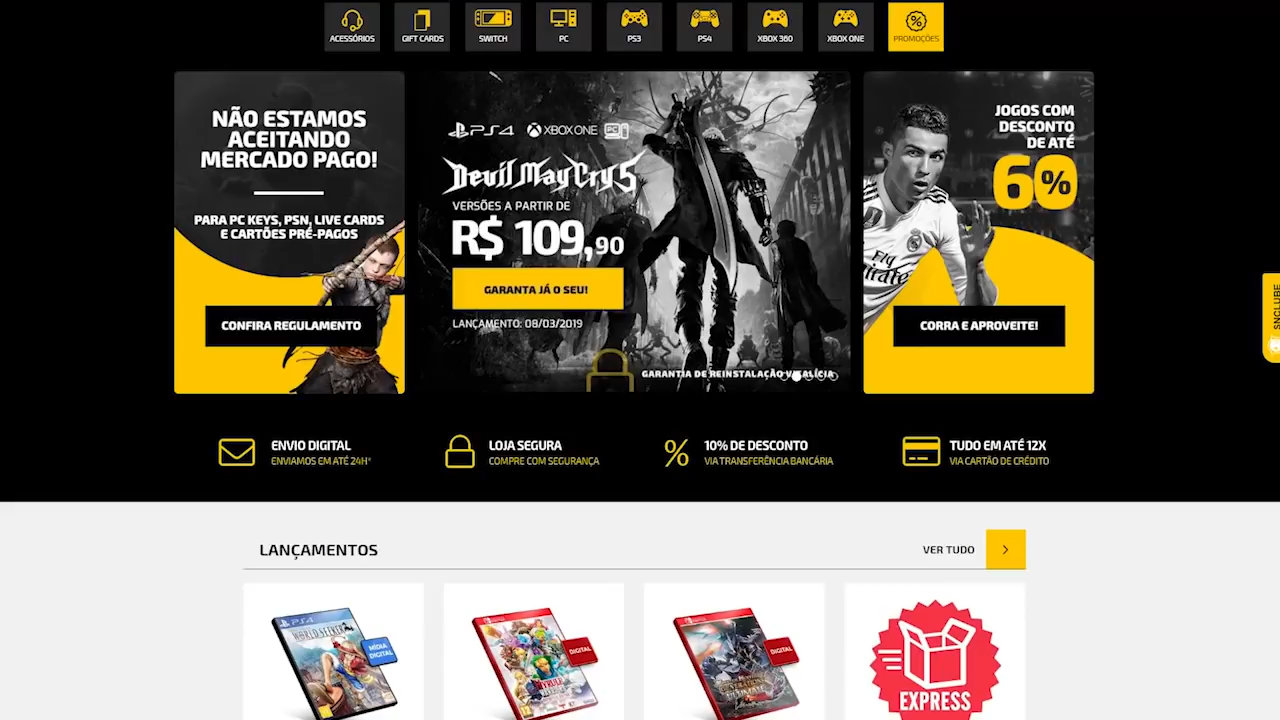 ACESSÓRIOS
GIFT CARDS
SWITCH
PC
PS3
PS4
XBOX 360
XBOX ONE
PROMOÇÕES
NÃO ESTAMOS
ACEITANDO
MERCADO PAGO!
PARA PC KEYS, PSN, LIVE CARDS
E CARTÕES PRÉ-PAGOS
CONFIRA REGULAMENTO
PS4 XBOX ONE PC
Devil May Cry 5
VERSÕES A PARTIR DE
R$ 109,90
GARANTA JÁ O SEU!
LANÇAMENTO: 08/03/2019
GARANTIA DE REINSTALAÇÃO VITALÍCIA
JOGOS COM
DESCONTO
DE ATÉ
60%
Fly
Emirates
CORRA E APROVEITE!
SNCLUBE
ENVIO DIGITAL
ENVIAMOS EM ATÉ 24H*
LOJA SEGURA
COMPRE COM SEGURANÇA
10% DE DESCONTO
VIA TRANSFERÊNCIA BANCÁRIA
TUDO EM ATÉ 12X
VIA CARTÃO DE CRÉDITO
LANÇAMENTOS
VER TUDO
PS4
WORLD SEEKER
MÍDIA
DIGITAL
DIGITAL
DIGITAL
EXPRESS